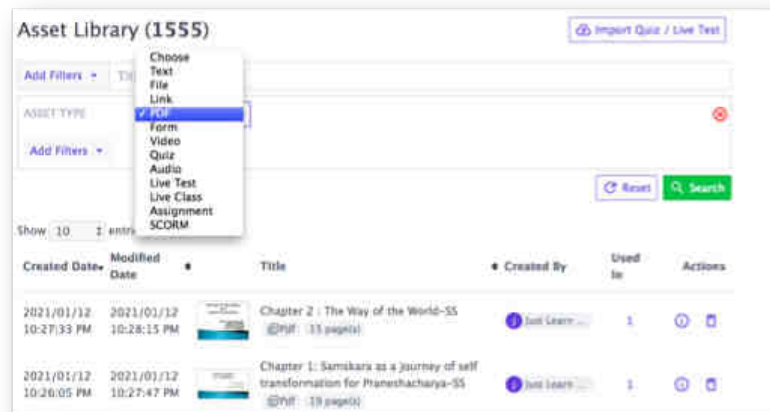 Asset Library (1555)
Import Quiz / Live Test
Add Filters
Choose
Text
File
Link
ASSET TYPE
✓ PDF
Form
Video
Add Filters
Quiz
Audio
Live Test
Live Class
Assignment
SCORM
Reset
Search
Show 10
Created Date
Modified Date
Title
Created By
Used In
Actions
2021/01/12 10:27:33 PM
2021/01/12 10:28:15 PM
Chapter 2 : The Way of the World-SS
Pdf 15 page(s)
Just Learn ...
1
2021/01/12 10:26:05 PM
2021/01/12 10:27:47 PM
Chapter 1: Samskara as a journey of self
transformation for Praneshacharya-SS
Pdf 19 page(s)
Just Learn ...
1